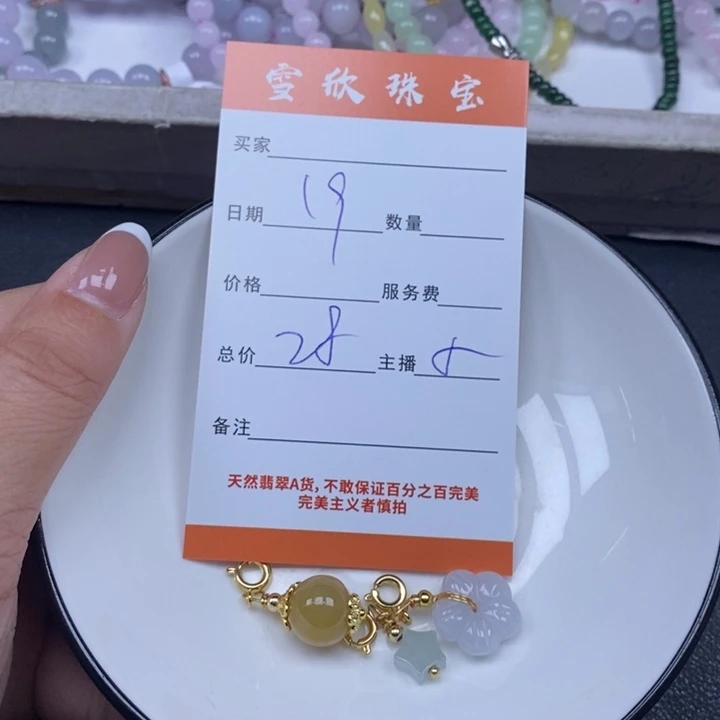 雪欣珠宝
买家
日期 19 数量
价格 服务费
总价 28 主播 5
备注
天然翡翠A货,不敢保证百分之百完美
完美主义者慎拍